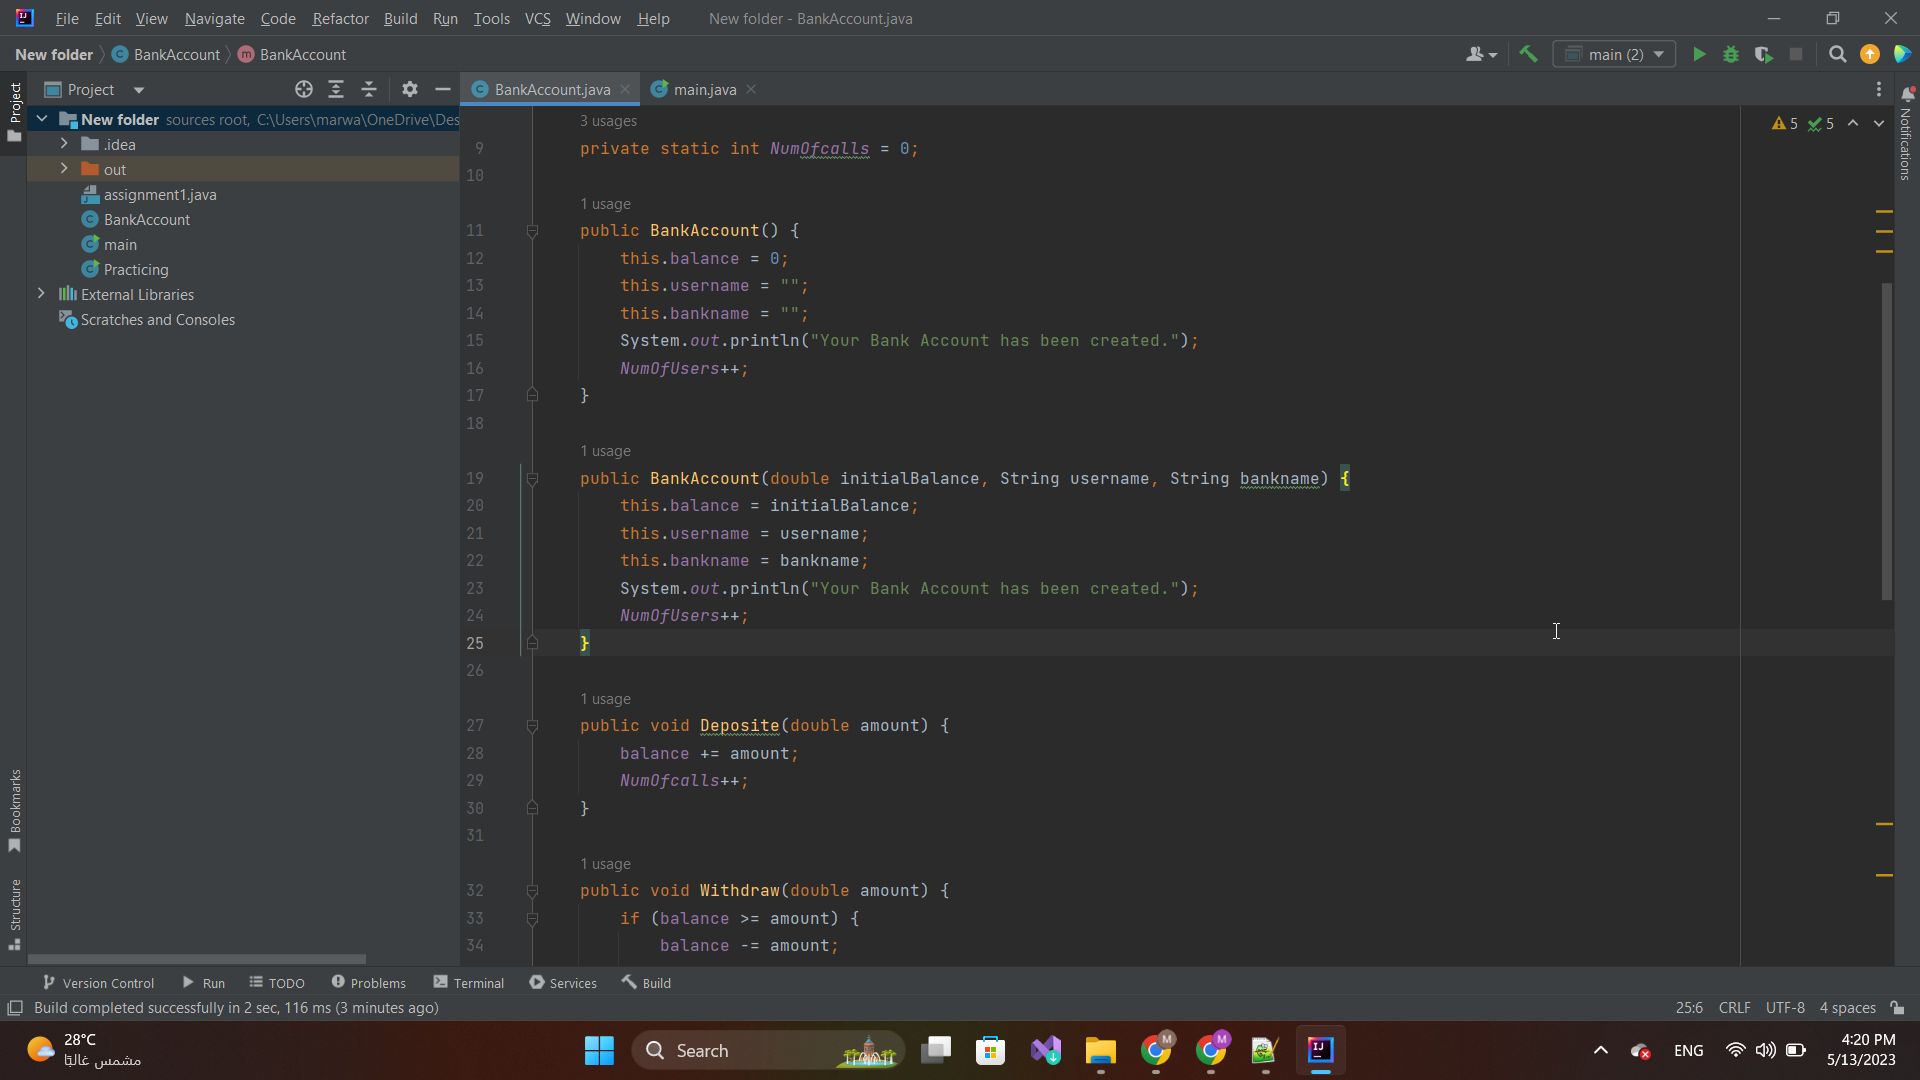 File Edit View Navigate Code Refactor Build Run Tools VCS Window Help New folder - BankAccount.java
New folder BankAccount BankAccount main (2)
Project BankAccount.java main.java
Project
New folder sources root, C:\Users\marwa\OneDrive\Des
.idea
out
assignment1.java
BankAccount
main
Practicing
External Libraries
Scratches and Consoles
Bookmarks
Structure
3 usages
5 5
9 private static int NumOfcalls = 0;
10
1 usage
11 public BankAccount() {
12 this.balance = 0;
13 this.username = "";
14 this.bankname = "";
15 System.out.println("Your Bank Account has been created.");
16 NumOfUsers++;
17 }
18
1 usage
19 public BankAccount(double initialBalance, String username, String bankname) {
20 this.balance = initialBalance;
21 this.username = username;
22 this.bankname = bankname;
23 System.out.println("Your Bank Account has been created.");
24 NumOfUsers++;
25 }
26
1 usage
27 public void Deposite(double amount) {
28 balance += amount;
29 NumOfcalls++;
30 }
31
1 usage
32 public void Withdraw(double amount) {
33 if (balance >= amount) {
34 balance -= amount;
Notifications
Version Control Run TODO Problems Terminal Services Build
Build completed successfully in 2 sec, 116 ms (3 minutes ago) 25:6 CRLF UTF-8 4 spaces
28°C
مشمس غالبًا
Search
M M
ENG
4:20 PM
5/13/2023